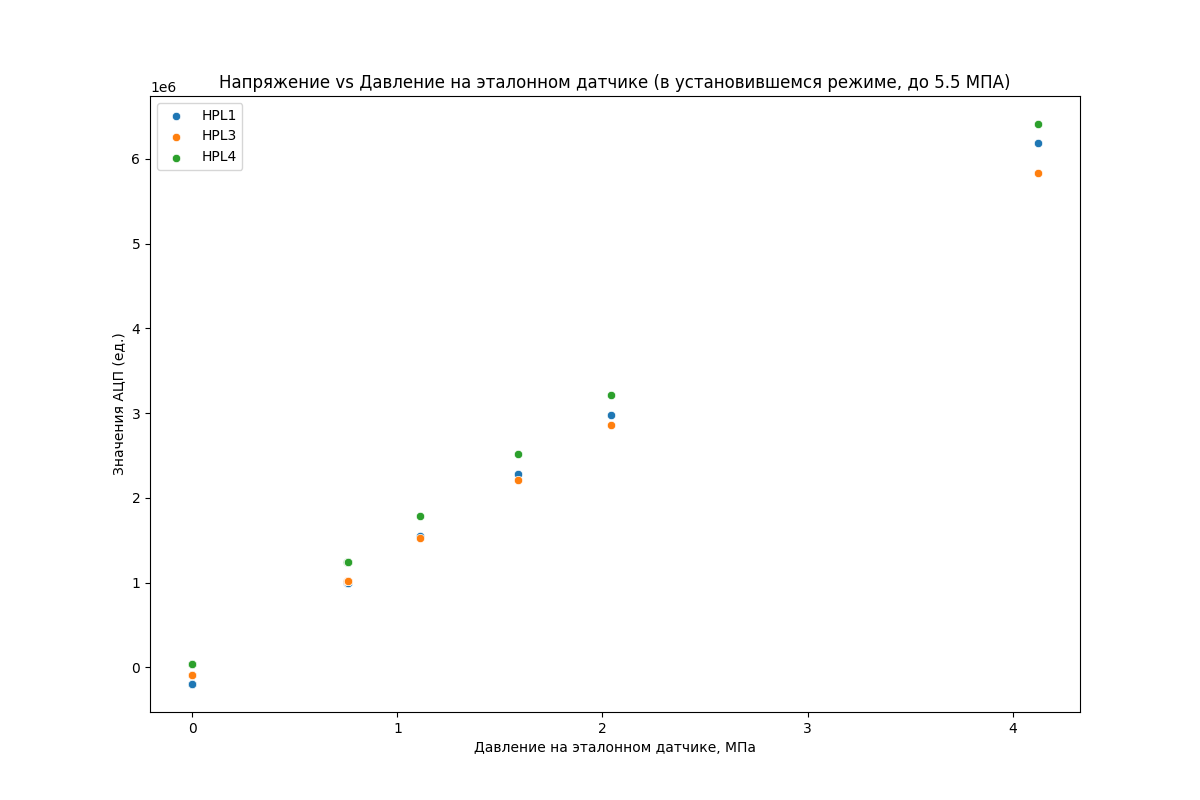 Напряжение vs Давление на эталонном датчике (в установившемся режиме, до 5.5 МПА)
1e6
HPL1
HPL3
HPL4
6
5
4
3
2
1
0
Значения АЦП (ед.)
0 1 2 3 4
Давление на эталонном датчике, МПа